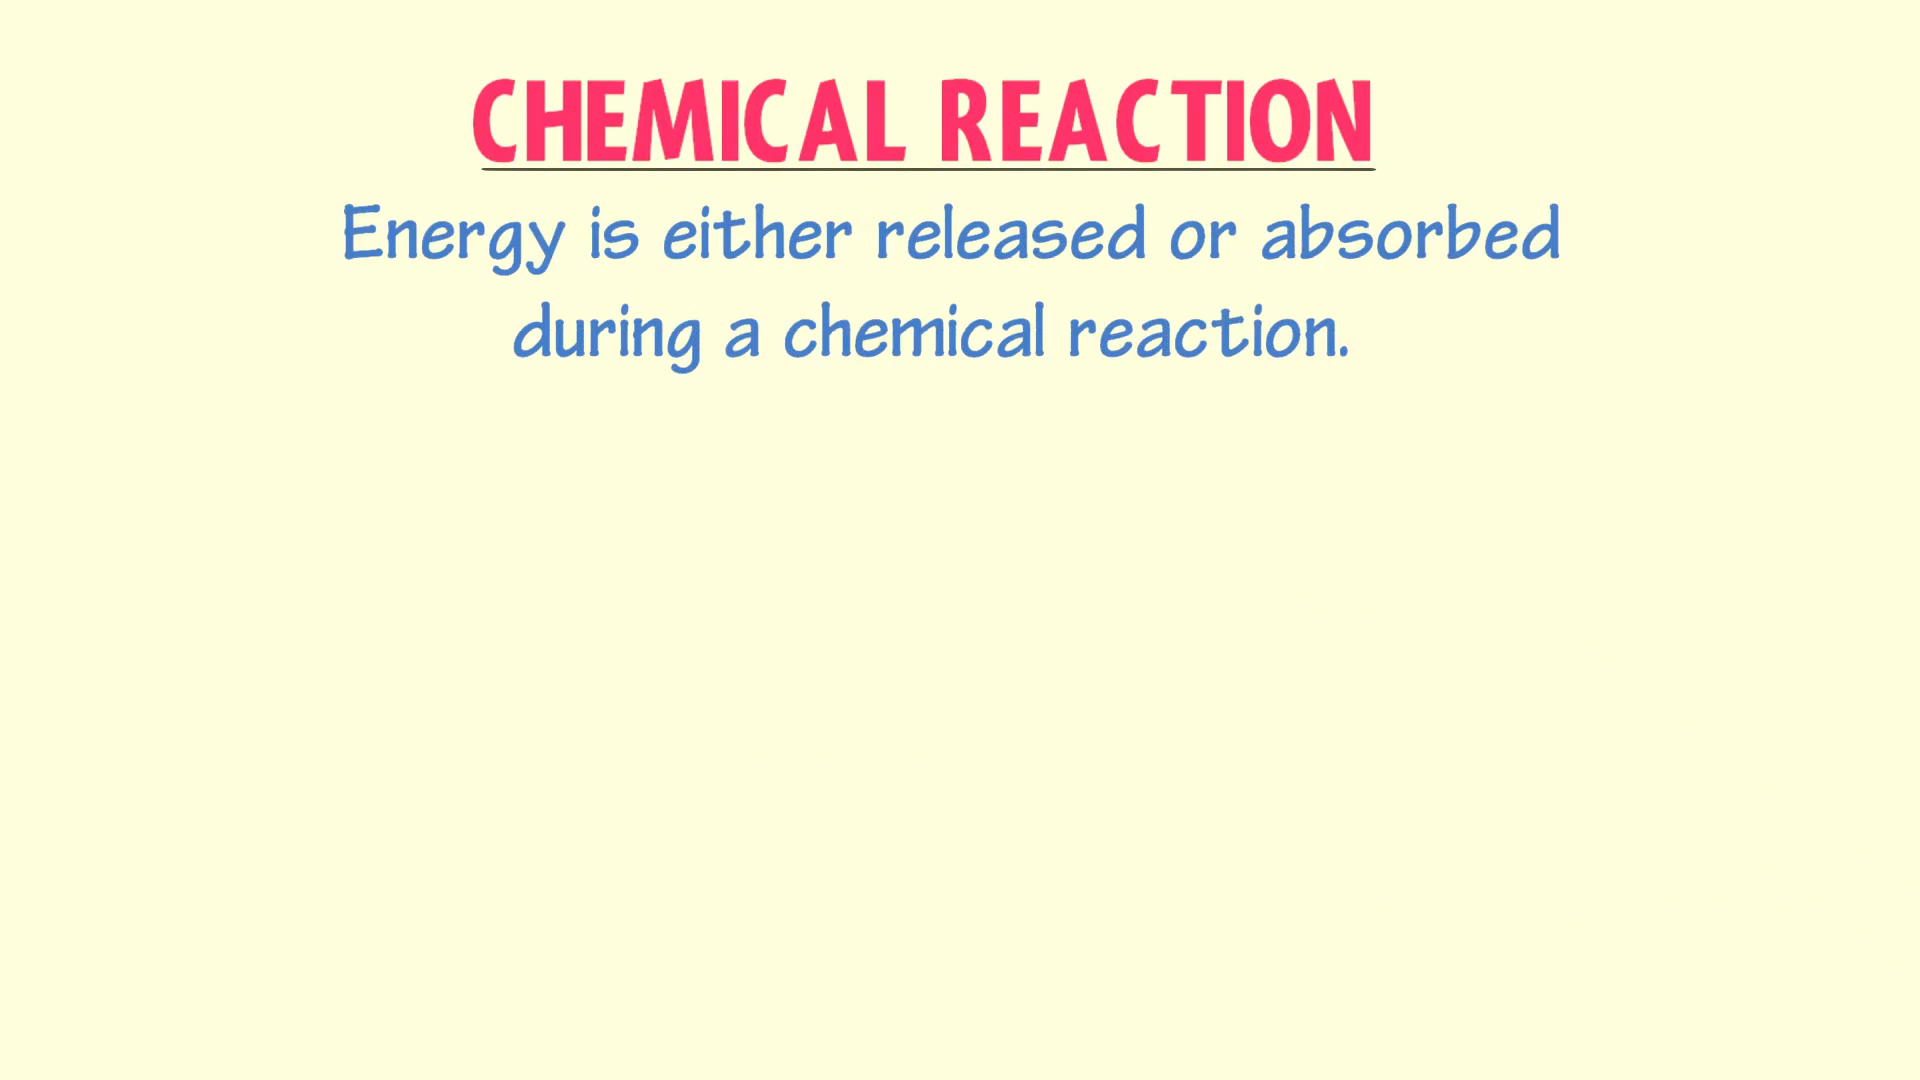 CHEMICAL REACTION
Energy is either released or absorbed
during a chemical reaction.